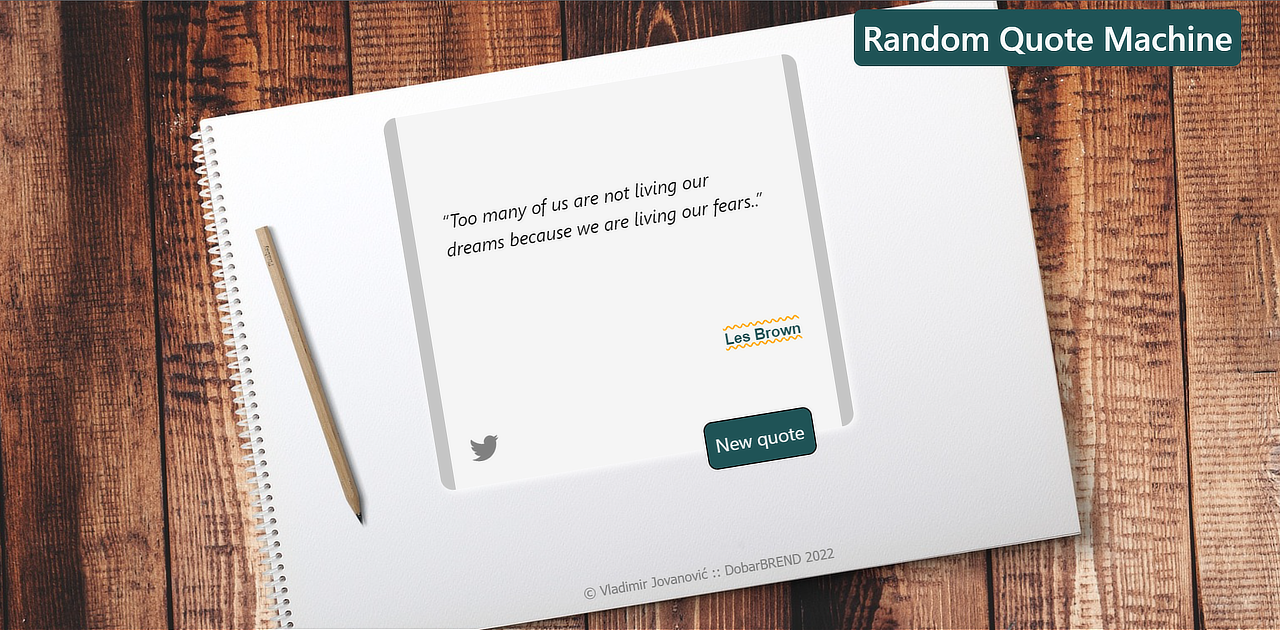 Random Quote Machine
“Too many of us are not living our
dreams because we are living our fears..”
Les Brown
New quote
© Vladimir Jovanović :: DobarBREND 2022